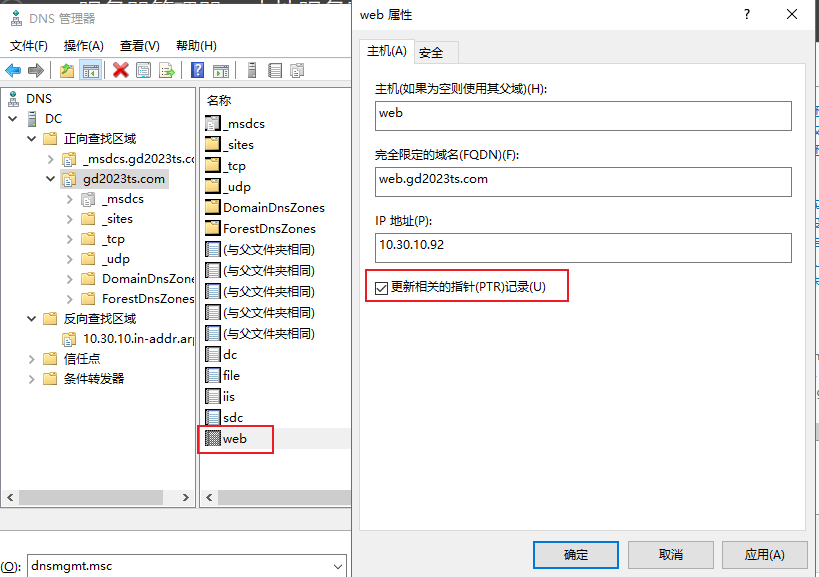 DNS 管理器
文件(F) 操作(A) 查看(V) 帮助(H)
DNS
DC
正向查找区域
_msdcs.gd2023ts.co
gd2023ts.com
_msdcs
_sites
_tcp
_udp
DomainDnsZone
ForestDnsZones
反向查找区域
10.30.10.in-addr.arp
信任点
条件转发器
名称
_msdcs
_sites
_tcp
_udp
DomainDnsZones
ForestDnsZones
(与父文件夹相同)
(与父文件夹相同)
(与父文件夹相同)
(与父文件夹相同)
(与父文件夹相同)
dc
file
iis
sdc
web
(O): dnsmgmt.msc
web 属性
主机(A) 安全
主机(如果为空则使用其父域)(H):
web
完全限定的域名(FQDN)(F):
web.gd2023ts.com
IP 地址(P):
10.30.10.92
更新相关的指针(PTR)记录(U)
确定 取消 应用(A)